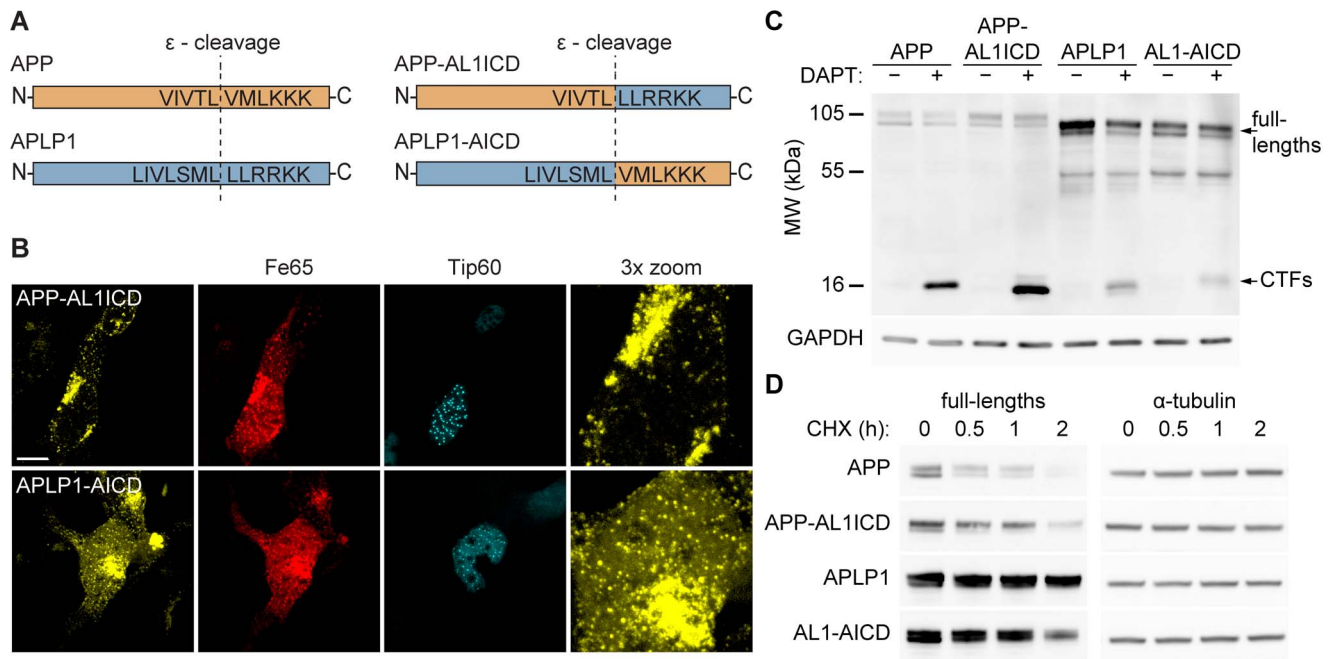 A
ε - cleavage
ε - cleavage
APP
APP-AL1ICD
N- VIVTL VMLKKK -C
N- VIVTL LLRRKK -C
APLP1
APLP1-AICD
N- LIVLSML LLRRKK -C
N- LIVLSML VMLKKK -C
B
Fe65 Tip60 3x zoom
APP-AL1ICD
APLP1-AICD
C
APP APP-AL1ICD APLP1 AL1-AICD
DAPT: - + - + - + - +
MW (kDa)
105
55
16
full-lengths
CTFs
GAPDH
D
full-lengths α-tubulin
CHX (h): 0 0.5 1 2 0 0.5 1 2
APP
APP-AL1ICD
APLP1
AL1-AICD